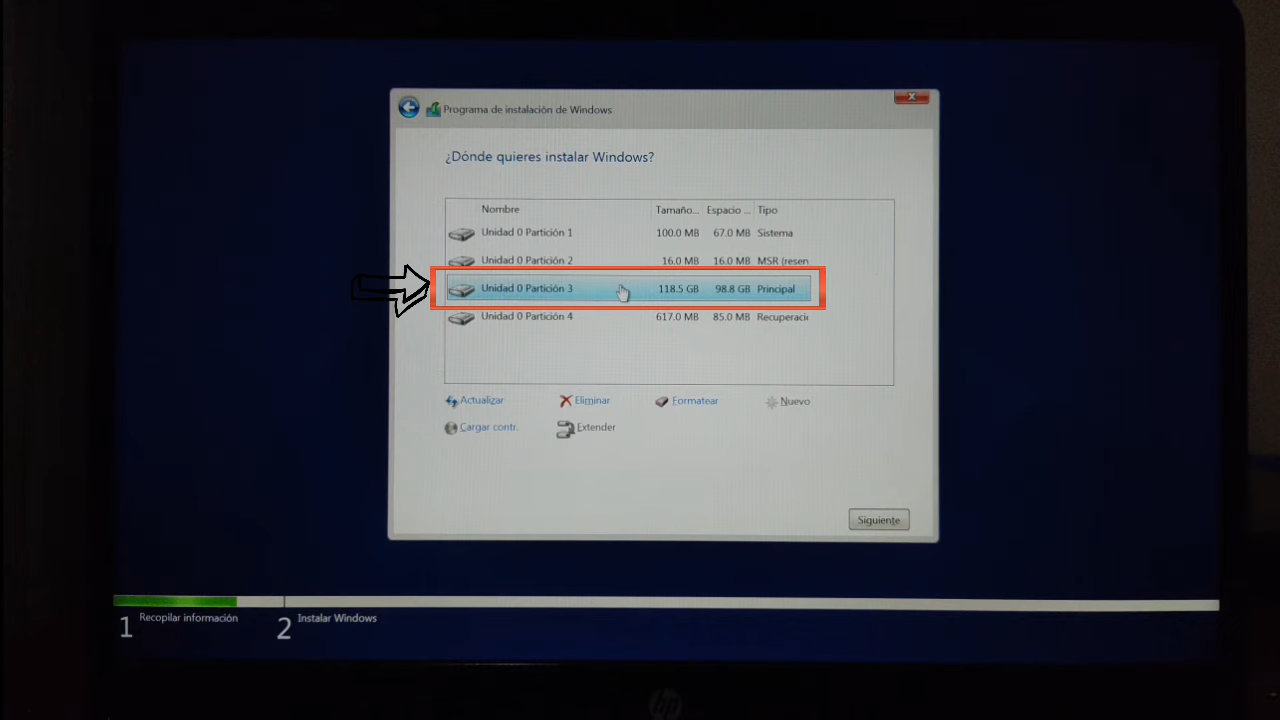 Programa de instalación de Windows
¿Dónde quieres instalar Windows?
Nombre Tamaño... Espacio ... Tipo
Unidad 0 Partición 1 100.0 MB 67.0 MB Sistema
Unidad 0 Partición 2 16.0 MB 16.0 MB MSR (resen
Unidad 0 Partición 3 118.5 GB 98.8 GB Principal
Unidad 0 Partición 4 617.0 MB 85.0 MB Recuperació
Actualizar Eliminar Formatear Nuevo
Cargar contr. Extender
Siguiente
1 Recopilar información 2 Instalar Windows
hp